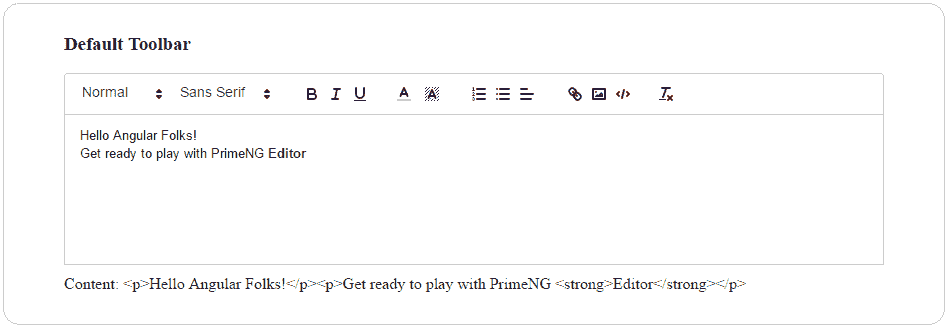 Default Toolbar
Normal Sans Serif B I U A A
Hello Angular Folks!
Get ready to play with PrimeNG Editor
Content: <p>Hello Angular Folks!</p><p>Get ready to play with PrimeNG <strong>Editor</strong></p>